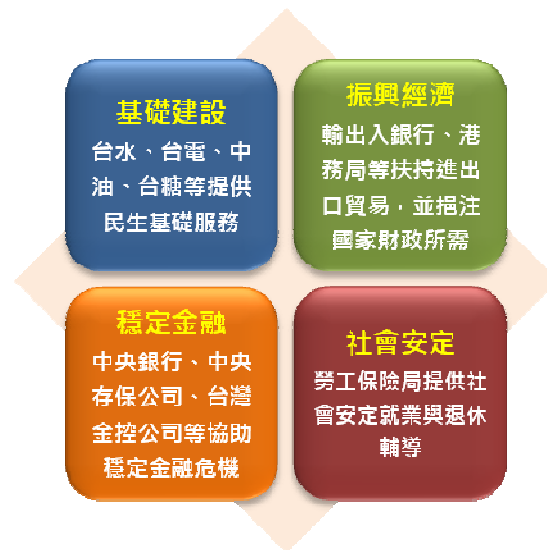 基礎建設
台水、台電、中
油、台糖等提供
民生基礎服務
振興經濟
輸出入銀行、港
務局等扶持進出
口貿易，並挹注
國家財政所需
穩定金融
中央銀行、中央
存保公司、台灣
金控公司等協助
穩定金融危機
社會安定
勞工保險局提供社
會安定就業與退休
輔導